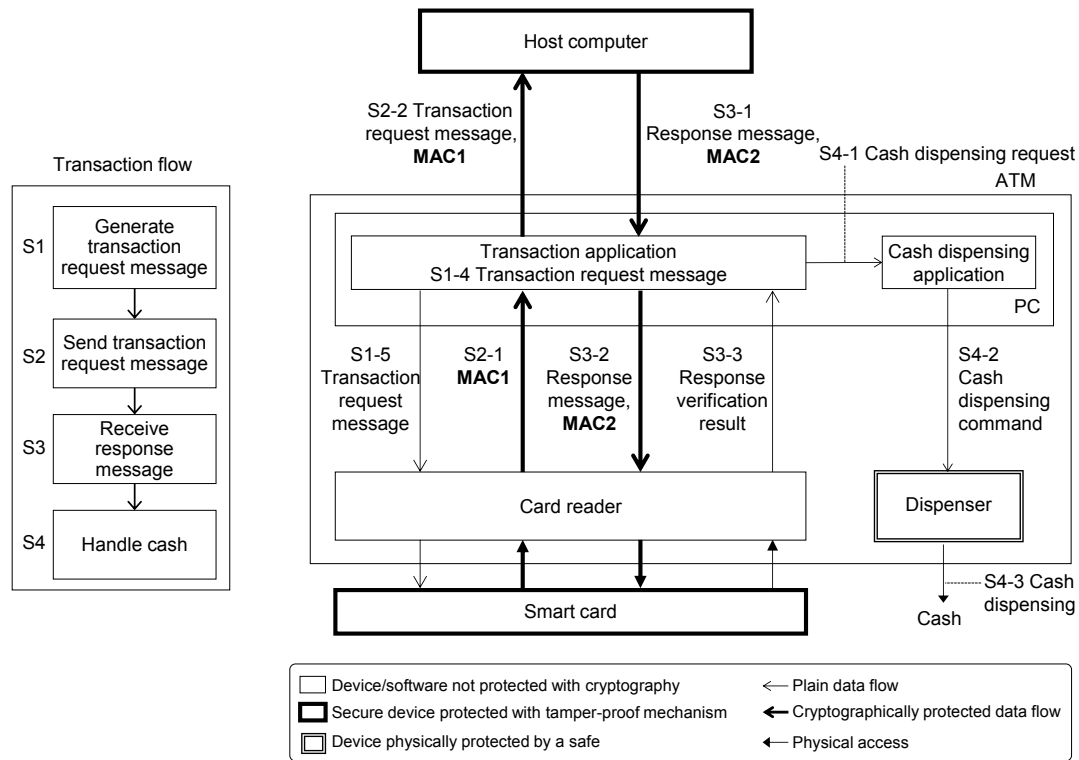 Host computer
S2-2 Transaction
request message,
MAC1
S3-1
Response message,
MAC2
S4-1 Cash dispensing request
ATM
Transaction flow
S1
Generate
transaction
request message
S2
Send transaction
request message
S3
Receive
response
message
S4
Handle cash
Transaction application
S1-4 Transaction request message
Cash dispensing
application
PC
S1-5
Transaction
request
message
S2-1
MAC1
S3-2
Response
message,
MAC2
S3-3
Response
verification
result
S4-2
Cash
dispensing
command
Card reader
Dispenser
Smart card
S4-3 Cash
dispensing
Cash
Device/software not protected with cryptography
Secure device protected with tamper-proof mechanism
Device physically protected by a safe
Plain data flow
Cryptographically protected data flow
Physical access